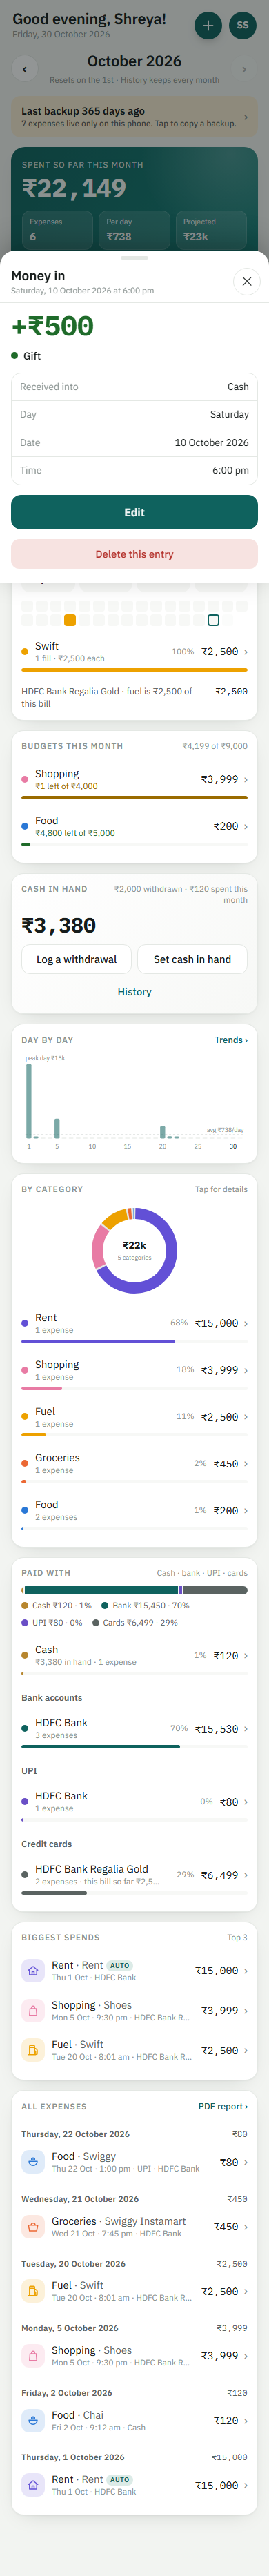 Good evening, Shreya!
Friday, 30 October 2026
+
SS
‹
October 2026
›
Resets on the 1st · History keeps every month
Last backup 365 days ago
7 expenses live only on this phone. Tap to copy a backup.
›
SPENT SO FAR THIS MONTH
₹22,149
Expenses
Per day
Projected
6
₹738
₹23k
Money in
Saturday, 10 October 2026 at 6:00 pm
+₹500
Gift
Received into Cash
Day Saturday
Date 10 October 2026
Time 6:00 pm
Edit
Delete this entry
Swift 100% ₹2,500 ›
1 fill · ₹2,500 each
HDFC Bank Regalia Gold · fuel is ₹2,500 of ₹2,500
this bill
BUDGETS THIS MONTH ₹4,199 of ₹9,000
Shopping ₹3,999 ›
₹1 left of ₹4,000
Food ₹200 ›
₹4,800 left of ₹5,000
CASH IN HAND ₹2,000 withdrawn · ₹120 spent this
month
₹3,380
Log a withdrawal Set cash in hand
History
DAY BY DAY Trends ›
peak day ₹15k
avg ₹738/day
1 5 10 15 20 25 30
BY CATEGORY Tap for details
₹22k
5 categories
Rent 68% ₹15,000 ›
1 expense
Shopping 18% ₹3,999 ›
1 expense
Fuel 11% ₹2,500 ›
1 expense
Groceries 2% ₹450 ›
1 expense
Food 1% ₹200 ›
2 expenses
PAID WITH Cash · bank · UPI · cards
Cash ₹120 · 1% Bank ₹15,450 · 70%
UPI ₹80 · 0% Cards ₹6,499 · 29%
Cash 1% ₹120 ›
₹3,380 in hand · 1 expense
Bank accounts
HDFC Bank 70% ₹15,530 ›
3 expenses
UPI
HDFC Bank 0% ₹80 ›
1 expense
Credit cards
HDFC Bank Regalia Gold 29% ₹6,499 ›
2 expenses · this bill so far ₹2,5...
BIGGEST SPENDS Top 3
Rent · Rent AUTO ₹15,000 ›
Thu 1 Oct · HDFC Bank
Shopping · Shoes ₹3,999 ›
Mon 5 Oct · 9:30 pm · HDFC Bank R...
Fuel · Swift ₹2,500 ›
Tue 20 Oct · 8:01 am · HDFC Bank R...
ALL EXPENSES PDF report ›
Thursday, 22 October 2026 ₹80
Food · Swiggy ₹80 ›
Thu 22 Oct · 1:00 pm · UPI · HDFC Bank
Wednesday, 21 October 2026 ₹450
Groceries · Swiggy Instamart ₹450 ›
Wed 21 Oct · 7:45 pm · HDFC Bank
Tuesday, 20 October 2026 ₹2,500
Fuel · Swift ₹2,500 ›
Tue 20 Oct · 8:01 am · HDFC Bank R...
Monday, 5 October 2026 ₹3,999
Shopping · Shoes ₹3,999 ›
Mon 5 Oct · 9:30 pm · HDFC Bank R...
Friday, 2 October 2026 ₹120
Food · Chai ₹120 ›
Fri 2 Oct · 9:12 am · Cash
Thursday, 1 October 2026 ₹15,000
Rent · Rent AUTO ₹15,000 ›
Thu 1 Oct · HDFC Bank